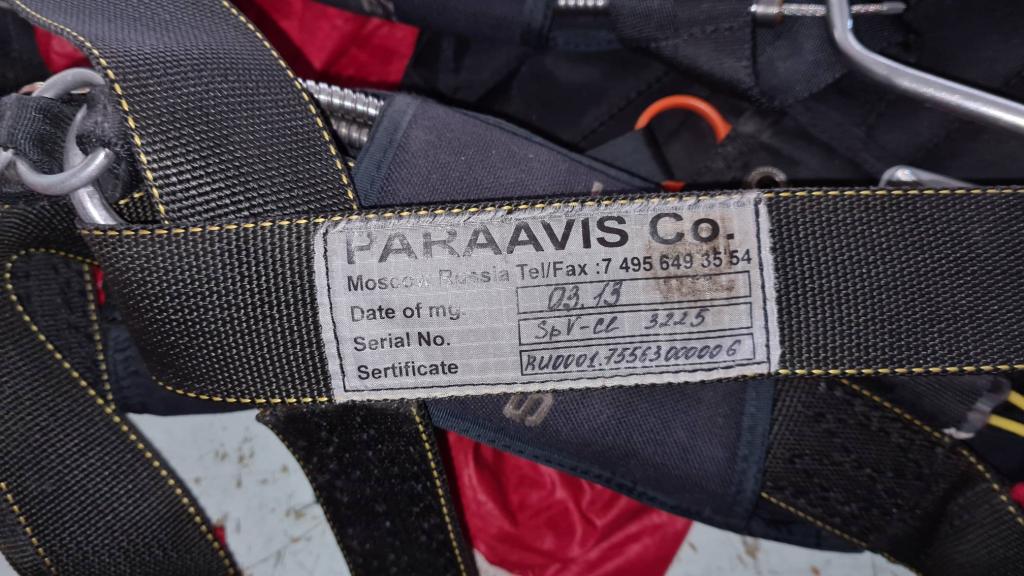 PARAAVIS Co.
Moscow Russia Tel/Fax :7 495 649 35 54
Date of mg. 03.13
Serial No. SpV-CL 3225
Sertificate RU0001.75563000006
S